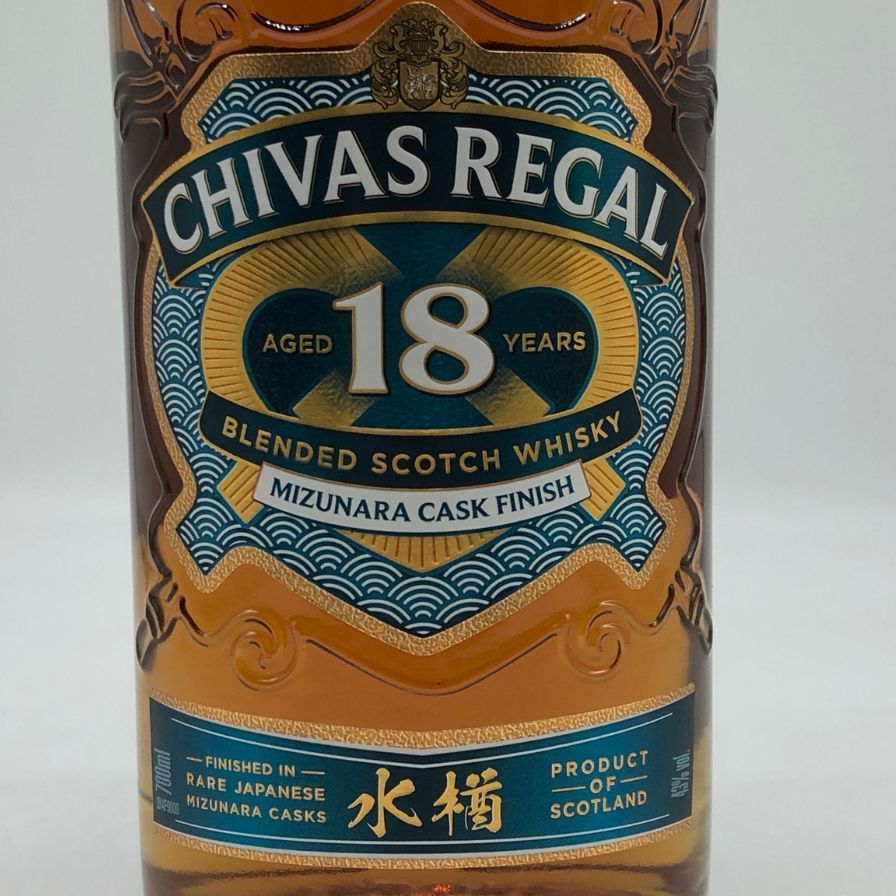 CHIVAS REGAL
AGED 18 YEARS
BLENDED SCOTCH WHISKY
MIZUNARA CASK FINISH
700ml
FINISHED IN
RARE JAPANESE
MIZUNARA CASKS
水楢
PRODUCT
OF
SCOTLAND
43% vol.